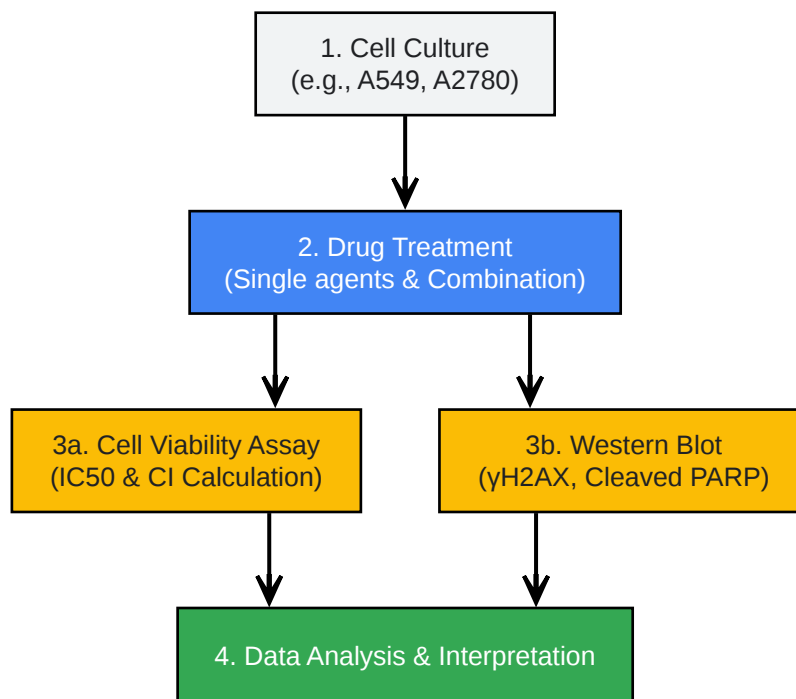 1. Cell Culture
(e.g., A549, A2780)
2. Drug Treatment
(Single agents & Combination)
3a. Cell Viability Assay
(IC50 & CI Calculation)
3b. Western Blot
(γH2AX, Cleaved PARP)
4. Data Analysis & Interpretation